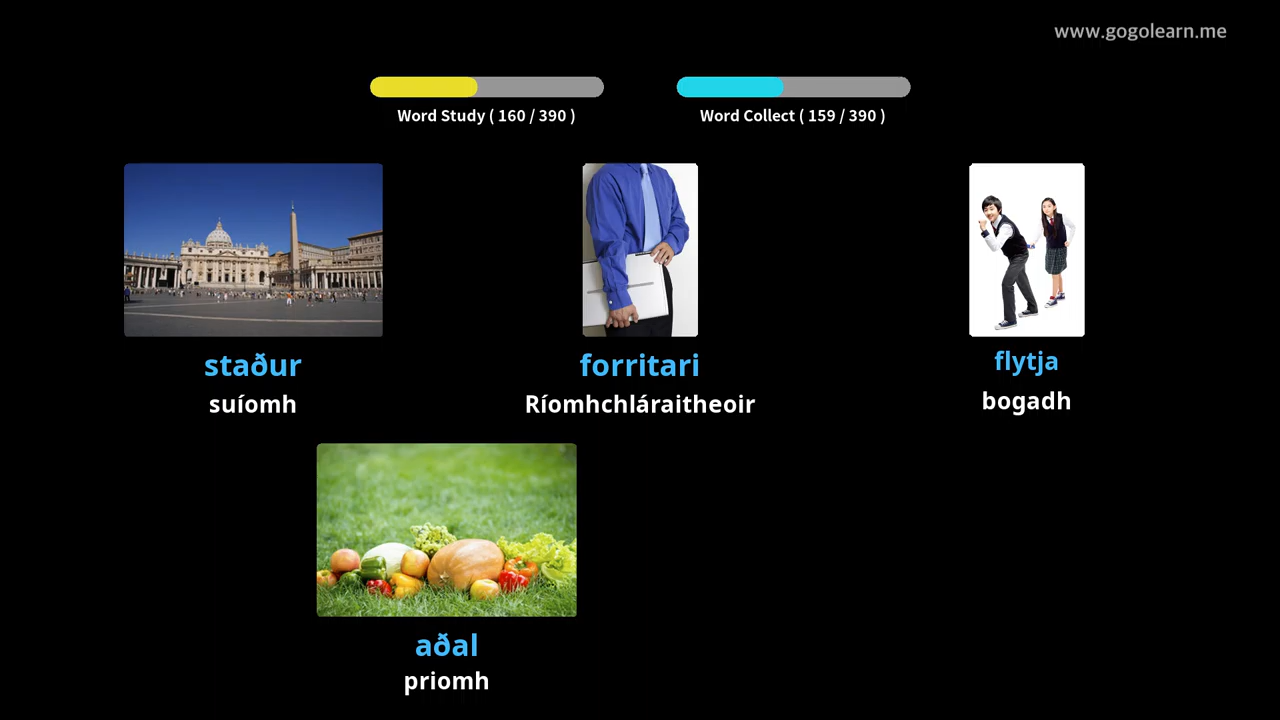 www.gogolearn.me
Word Study ( 160 / 390 )
Word Collect ( 159 / 390 )
staður
suíomh
forritari
Ríomhchláraitheoir
flytja
bogadh
aðal
priomh